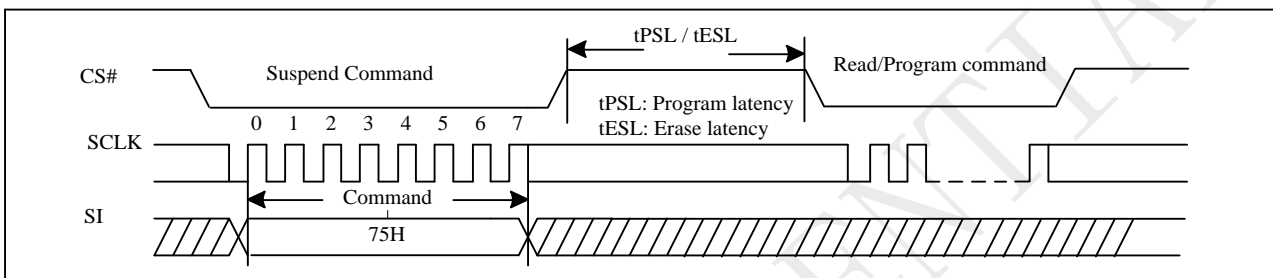 tPSL / tESL
CS#
Suspend Command
Read/Program command
tPSL: Program latency
tESL: Erase latency
0 1 2 3 4 5 6 7
SCLK
Command
SI
75H